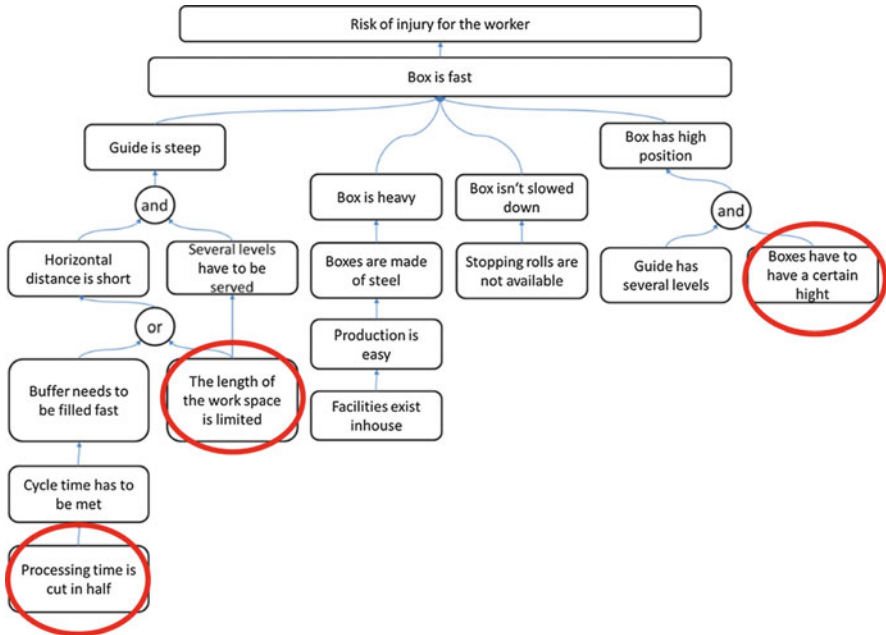 Risk of injury for the worker
Box is fast
Guide is steep
Box has high
position
Box is heavy
Box isn't slowed
down
and
and
Horizontal
distance is short
Several levels
have to be
served
Boxes are made
of steel
Stopping rolls are
not available
Guide has
several levels
Boxes have to
have a certain
hight
or
Production is
easy
Buffer needs to
be filled fast
The length of
the work space
is limited
Facilities exist
inhouse
Cycle time has to
be met
Processing time is
cut in half